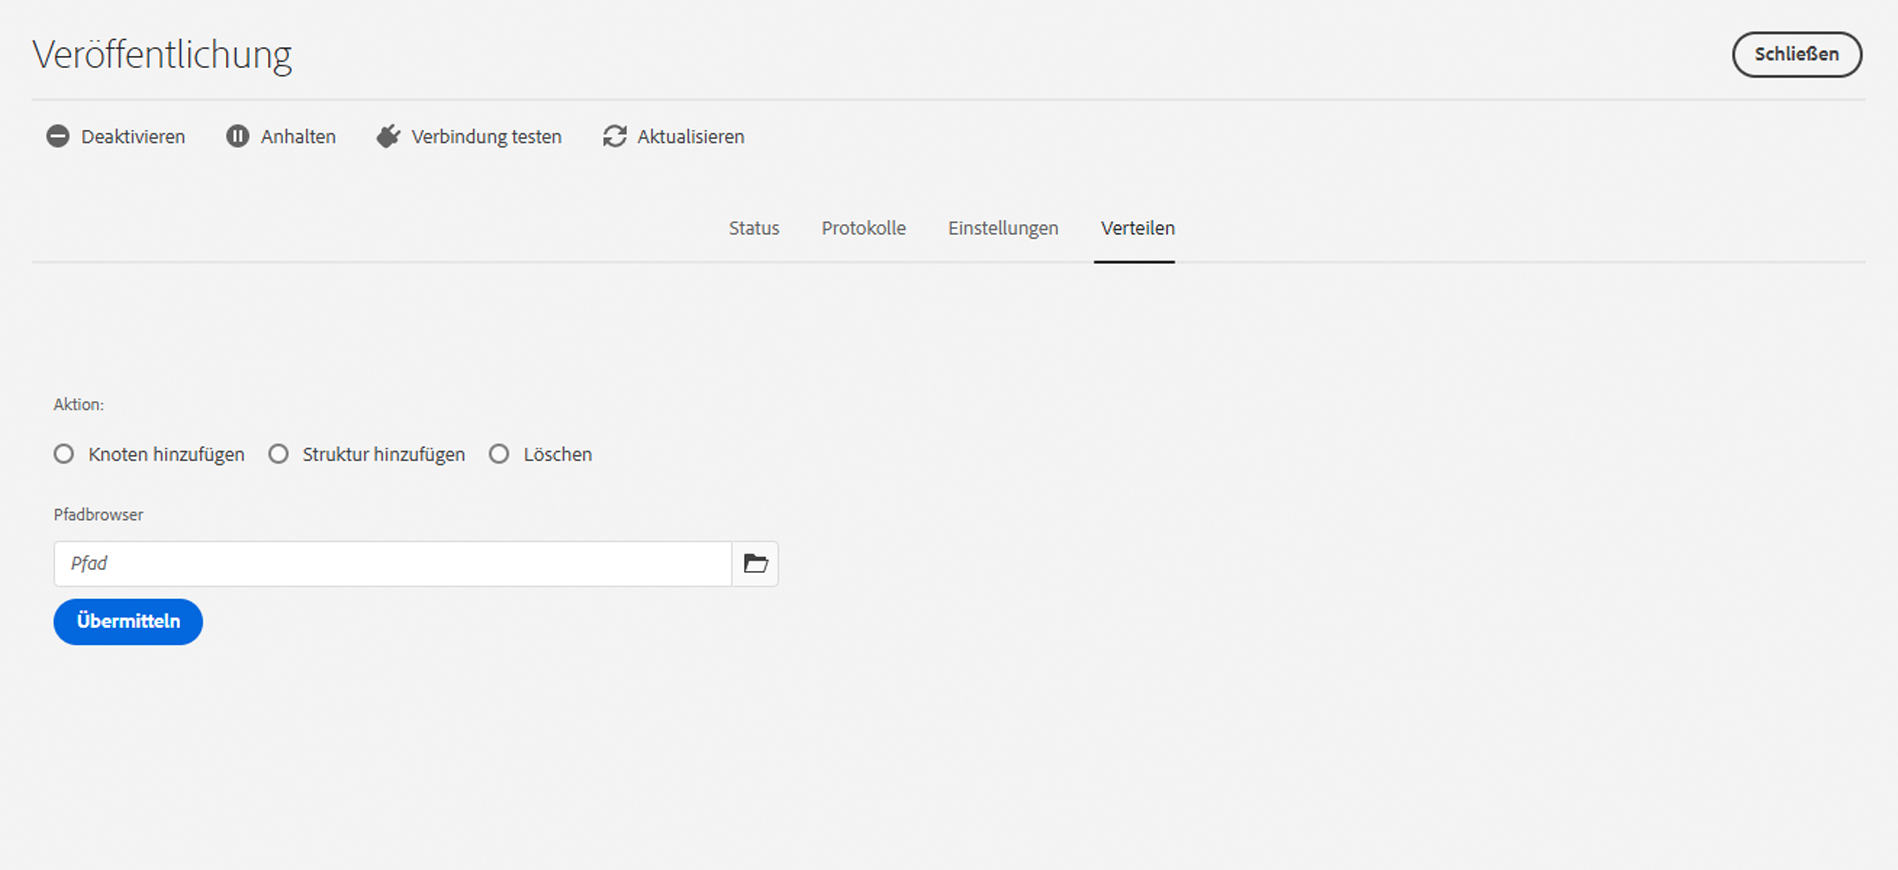 Veröffentlichung
Schließen
Deaktivieren Anhalten Verbindung testen Aktualisieren
Status Protokolle Einstellungen Verteilen
Aktion:
Knoten hinzufügen Struktur hinzufügen Löschen
Pfadbrowser
Pfad
Übermitteln